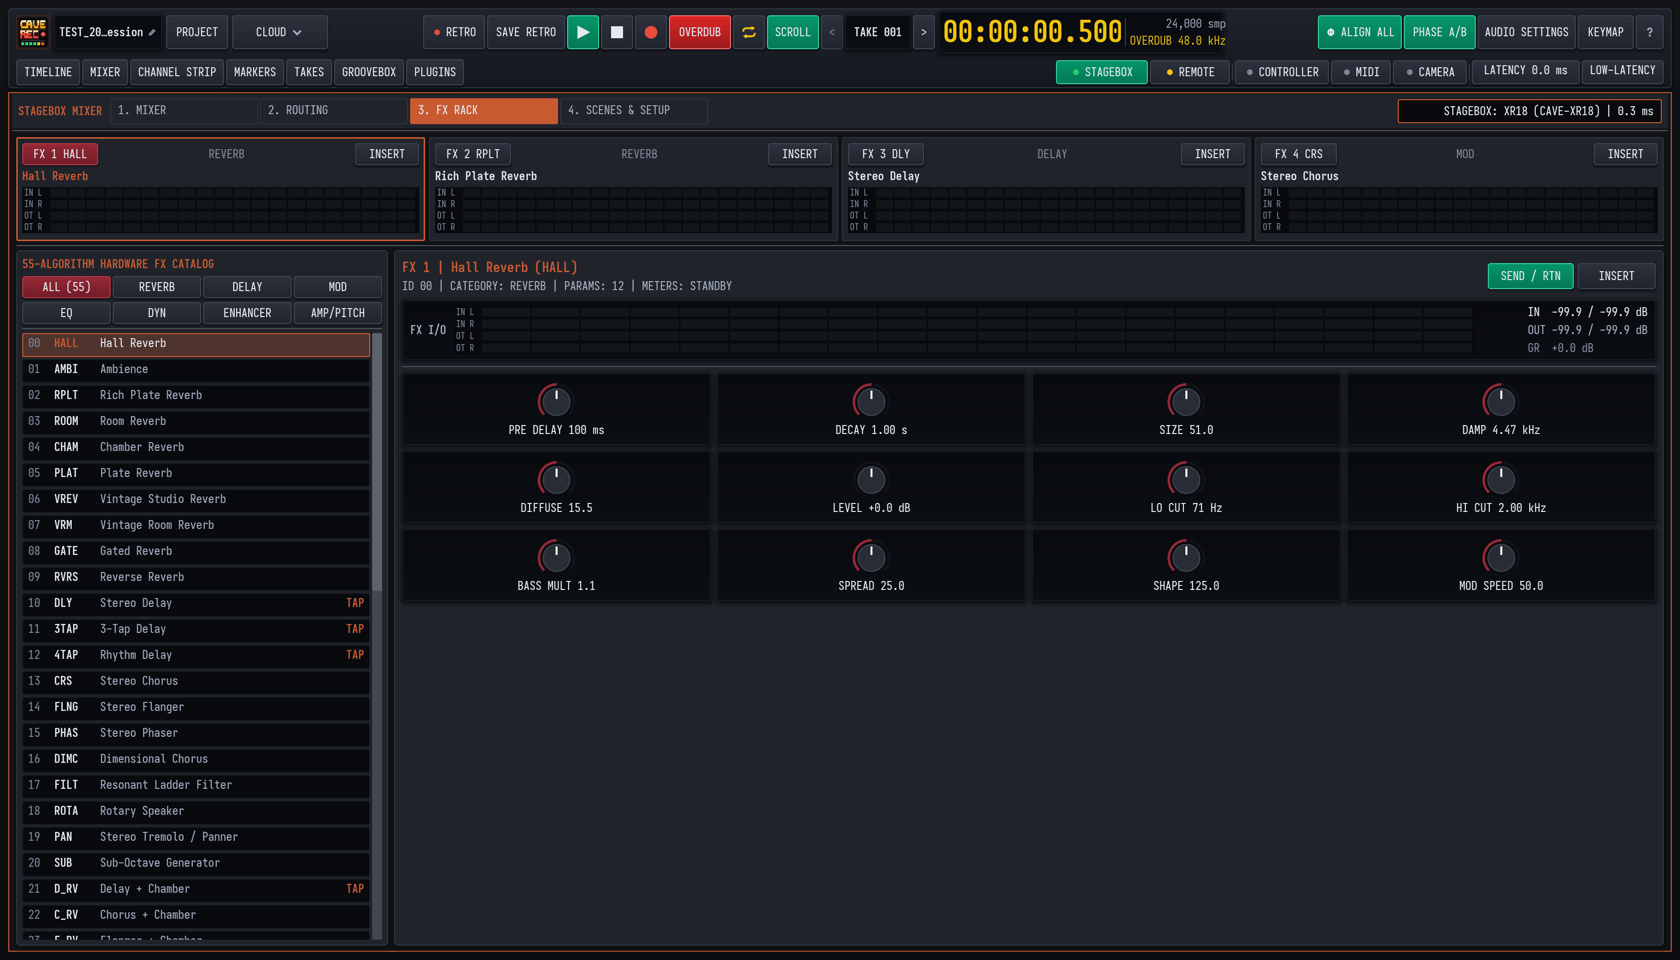 CAVE
REC
TEST_20…ession
PROJECT
CLOUD
RETRO
SAVE RETRO
OVERDUB
SCROLL
<
TAKE 001
>
00:00:00.500
24,000 smp
OVERDUB 48.0 kHz
ALIGN ALL
PHASE A/B
AUDIO SETTINGS
KEYMAP
?
TIMELINE
MIXER
CHANNEL STRIP
MARKERS
TAKES
GROOVEBOX
PLUGINS
STAGEBOX
REMOTE
CONTROLLER
MIDI
CAMERA
LATENCY 0.0 ms
LOW-LATENCY
STAGEBOX MIXER
1. MIXER
2. ROUTING
3. FX RACK
4. SCENES & SETUP
STAGEBOX: XR18 (CAVE-XR18) | 0.3 ms
FX 1 HALL
REVERB
INSERT
Hall Reverb
IN L
IN R
OT L
OT R
FX 2 RPLT
REVERB
INSERT
Rich Plate Reverb
IN L
IN R
OT L
OT R
FX 3 DLY
DELAY
INSERT
Stereo Delay
IN L
IN R
OT L
OT R
FX 4 CRS
MOD
INSERT
Stereo Chorus
IN L
IN R
OT L
OT R
55-ALGORITHM HARDWARE FX CATALOG
ALL (55)
REVERB
DELAY
MOD
EQ
DYN
ENHANCER
AMP/PITCH
00 HALL Hall Reverb
01 AMBI Ambience
02 RPLT Rich Plate Reverb
03 ROOM Room Reverb
04 CHAM Chamber Reverb
05 PLAT Plate Reverb
06 VREV Vintage Studio Reverb
07 VRM Vintage Room Reverb
08 GATE Gated Reverb
09 RVRS Reverse Reverb
10 DLY Stereo Delay TAP
11 3TAP 3-Tap Delay TAP
12 4TAP Rhythm Delay TAP
13 CRS Stereo Chorus
14 FLNG Stereo Flanger
15 PHAS Stereo Phaser
16 DIMC Dimensional Chorus
17 FILT Resonant Ladder Filter
18 ROTA Rotary Speaker
19 PAN Stereo Tremolo / Panner
20 SUB Sub-Octave Generator
21 D_RV Delay + Chamber TAP
22 C_RV Chorus + Chamber
23 F_RV Flanger + Chamber
FX 1 | Hall Reverb (HALL)
ID 00 | CATEGORY: REVERB | PARAMS: 12 | METERS: STANDBY
SEND / RTN
INSERT
FX I/O
IN L
IN R
OT L
OT R
IN -99.9 / -99.9 dB
OUT -99.9 / -99.9 dB
GR +0.0 dB
PRE DELAY 100 ms
DECAY 1.00 s
SIZE 51.0
DAMP 4.47 kHz
DIFFUSE 15.5
LEVEL +0.0 dB
LO CUT 71 Hz
HI CUT 2.00 kHz
BASS MULT 1.1
SPREAD 25.0
SHAPE 125.0
MOD SPEED 50.0